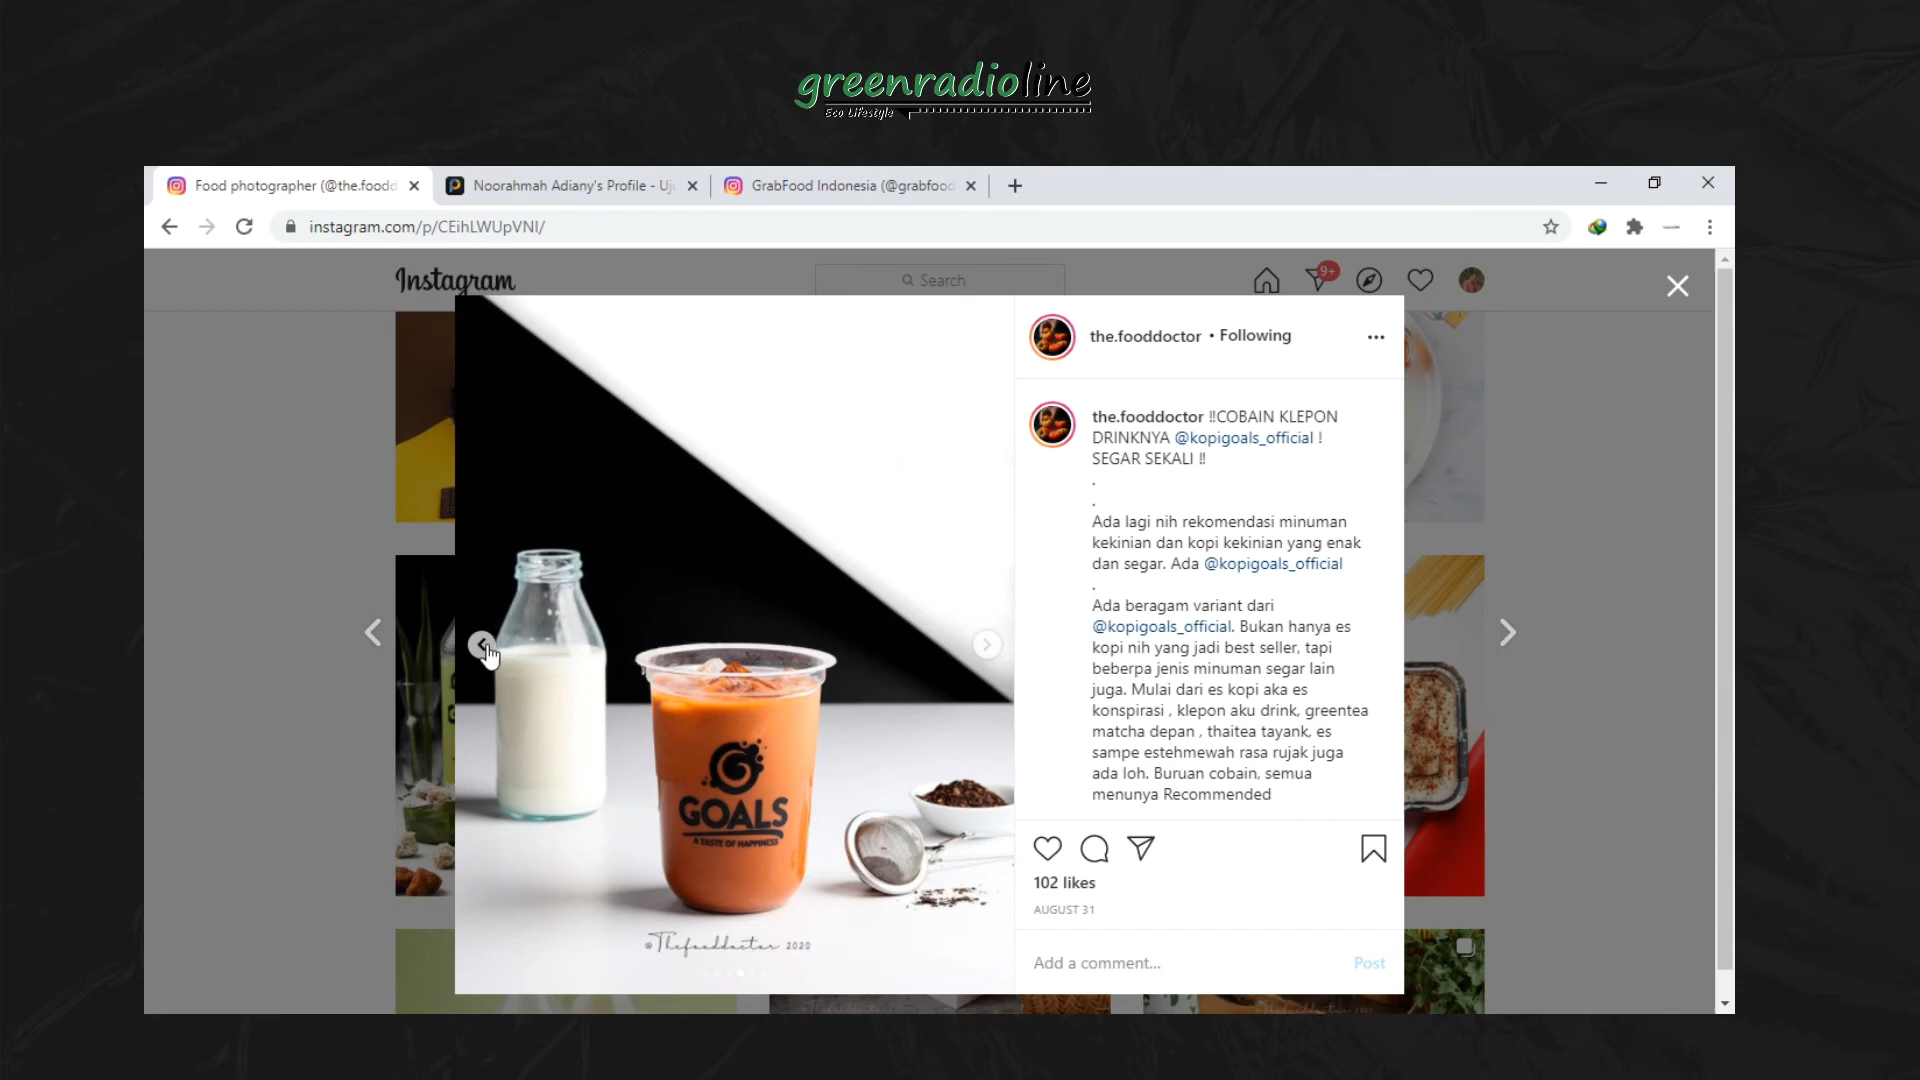 greenradioline
Eco Lifestyle
Food photographer (@the.foodd
Noorahmah Adiany's Profile - Uj
GrabFood Indonesia (@grabfood
instagram.com/p/CEihLWUpVNI/
Instagram
Search
9+
the.fooddoctor • Following
the.fooddoctor ‼COBAIN KLEPON
DRINKNYA @kopigoals_official !
SEGAR SEKALI ‼
.
.
Ada lagi nih rekomendasi minuman
kekinian dan kopi kekinian yang enak
dan segar. Ada @kopigoals_official
.
Ada beragam variant dari
@kopigoals_official. Bukan hanya es
kopi nih yang jadi best seller, tapi
beberpa jenis minuman segar lain
juga. Mulai dari es kopi aka es
konspirasi , klepon aku drink, greentea
matcha depan , thaitea tayank, es
sampe estehmewah rasa rujak juga
ada loh. Buruan cobain, semua
menunya Recommended
GOALS
A TASTE OF HAPPINESS
©Thefooddoctor 2020
102 likes
AUGUST 31
Add a comment...
Post